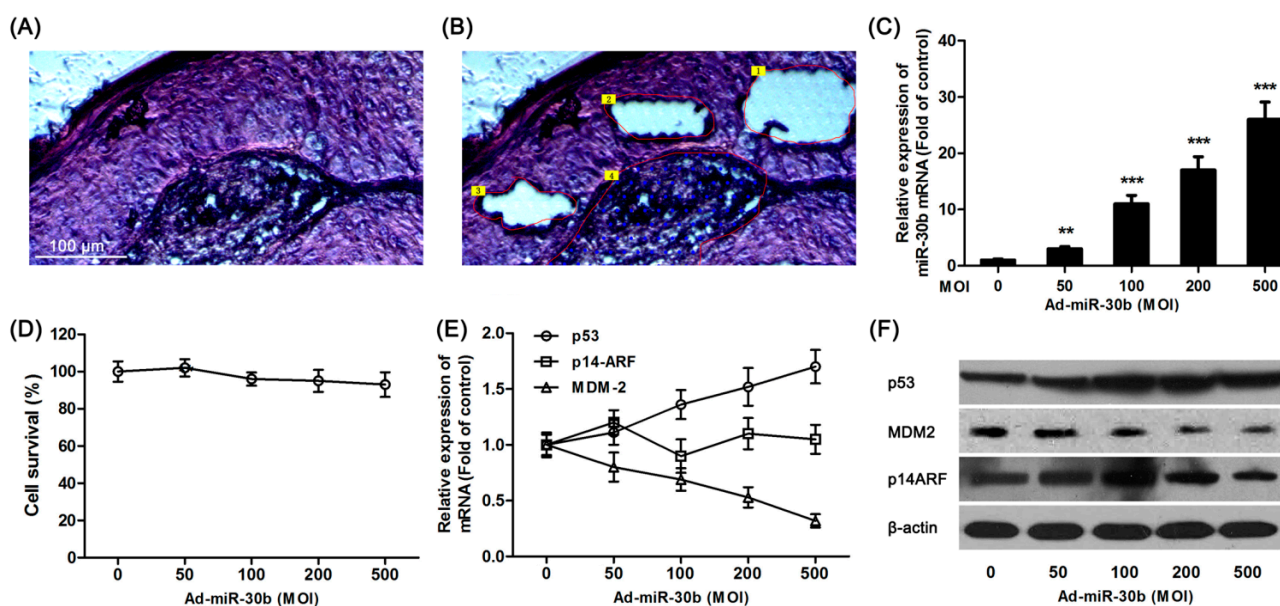 (A)
100 μm
(B)
1
2
3
4
(C)
Relative expression of
miR-30b mRNA (Fold of control)
40
30
20
10
0
**
***
***
***
MOI 0 50 100 200 500
Ad-miR-30b (MOI)
(D)
Cell survival (%)
120
100
80
60
40
20
0
0 50 100 200 500
Ad-miR-30b (MOI)
(E)
Relative expression of
mRNA (Fold of control)
2.0
1.5
1.0
0.5
0.0
p53
p14-ARF
MDM-2
0 50 100 200 500
Ad-miR-30b (MOI)
(F)
p53
MDM2
p14ARF
β-actin
0 50 100 200 500
Ad-miR-30b (MOI)